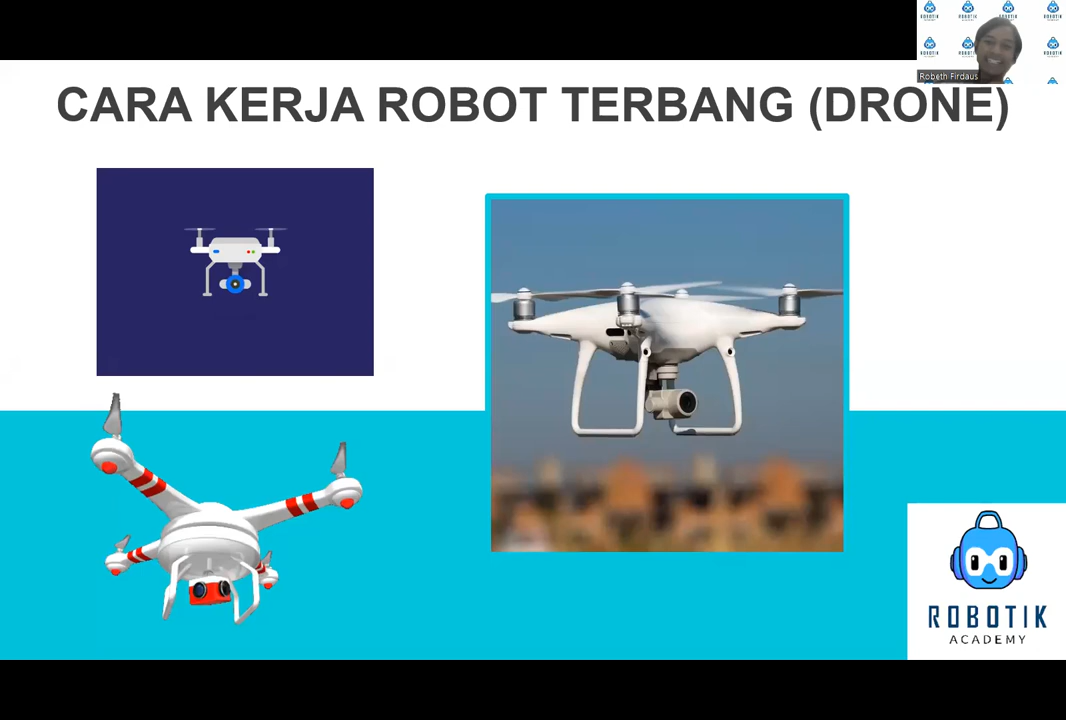 Robeth Firdaus
CARA KERJA ROBOT TERBANG (DRONE)
ROBOTIK
ACADEMY